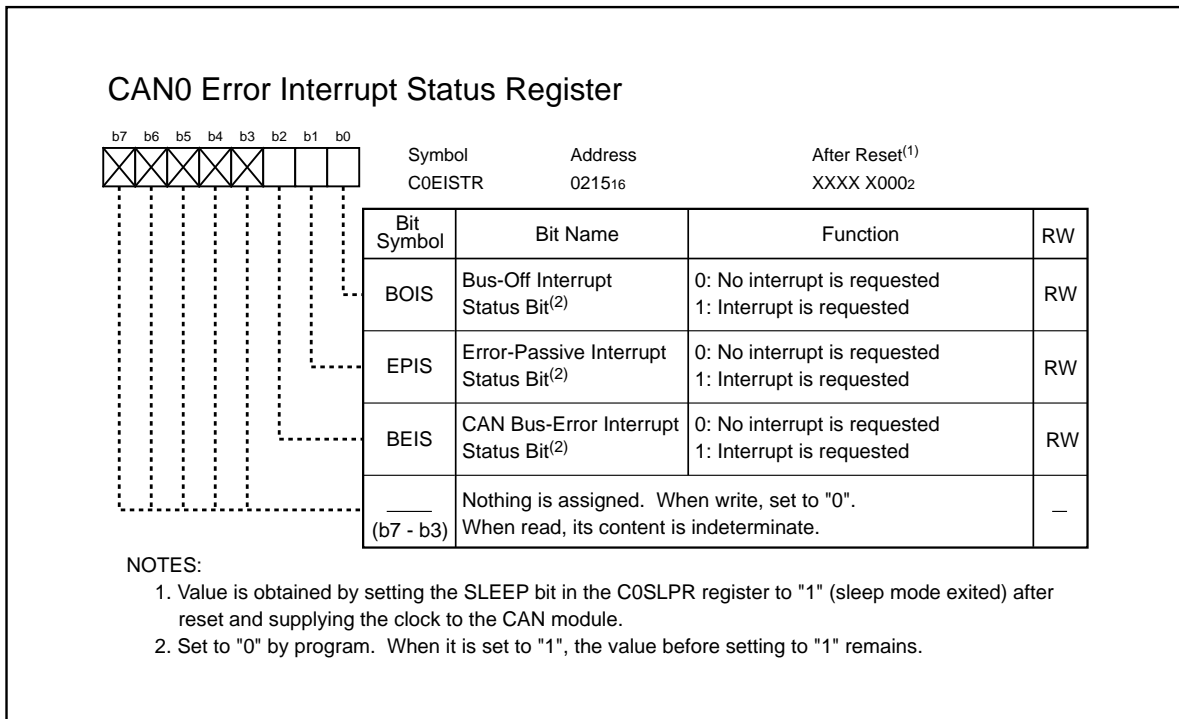 CAN0 Error Interrupt Status Register
b7 b6 b5 b4 b3 b2 b1 b0
Symbol Address After Reset(1)
C0EISTR 021516 XXXX X0002
Bit Symbol Bit Name Function RW
BOIS Bus-Off Interrupt Status Bit(2) 0: No interrupt is requested 1: Interrupt is requested RW
EPIS Error-Passive Interrupt Status Bit(2) 0: No interrupt is requested 1: Interrupt is requested RW
BEIS CAN Bus-Error Interrupt Status Bit(2) 0: No interrupt is requested 1: Interrupt is requested RW
(b7 - b3) Nothing is assigned. When write, set to "0". When read, its content is indeterminate. —
NOTES:
1. Value is obtained by setting the SLEEP bit in the C0SLPR register to "1" (sleep mode exited) after
reset and supplying the clock to the CAN module.
2. Set to "0" by program. When it is set to "1", the value before setting to "1" remains.